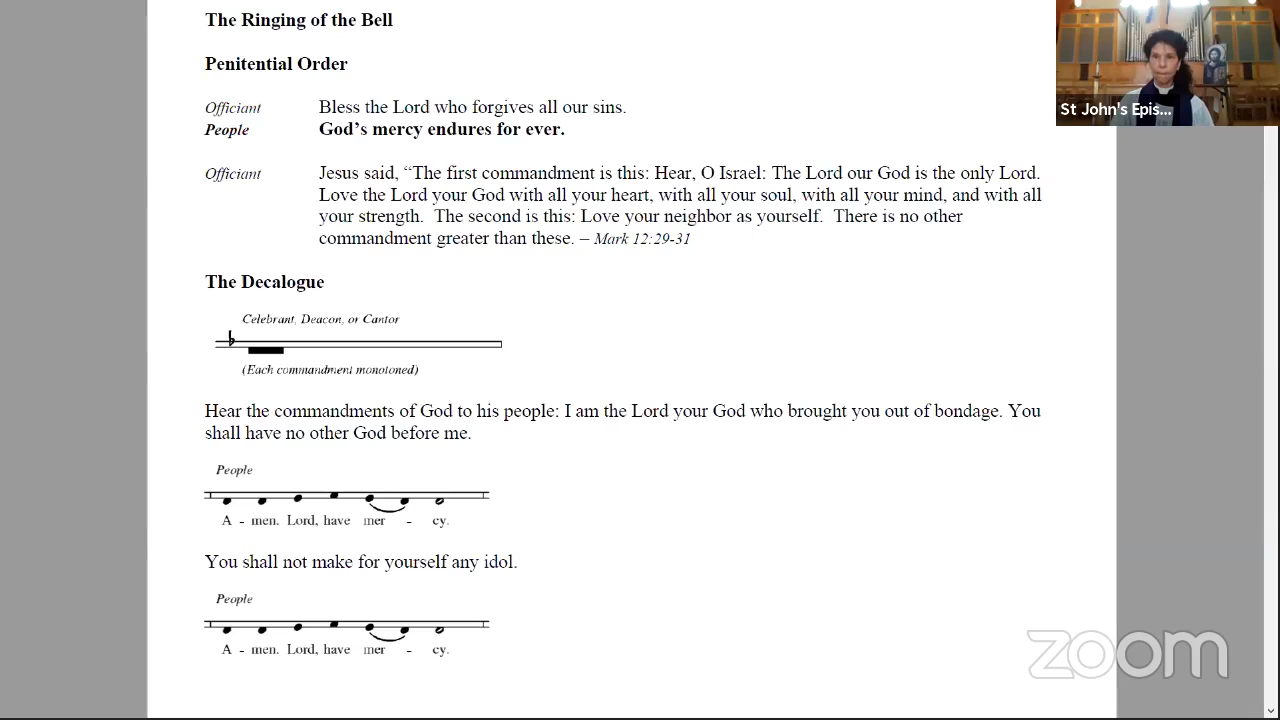 The Ringing of the Bell
Penitential Order
Officiant Bless the Lord who forgives all our sins.
People God’s mercy endures for ever.
Officiant Jesus said, “The first commandment is this: Hear, O Israel: The Lord our God is the only Lord.
Love the Lord your God with all your heart, with all your soul, with all your mind, and with all
your strength.  The second is this: Love your neighbor as yourself.  There is no other
commandment greater than these. – Mark 12:29-31
The Decalogue
Celebrant, Deacon, or Cantor
(Each commandment monotoned)
Hear the commandments of God to his people: I am the Lord your God who brought you out of bondage. You
shall have no other God before me.
People
A - men. Lord, have mer - cy.
You shall not make for yourself any idol.
People
A - men. Lord, have mer - cy.
St John's Epis...
zoom